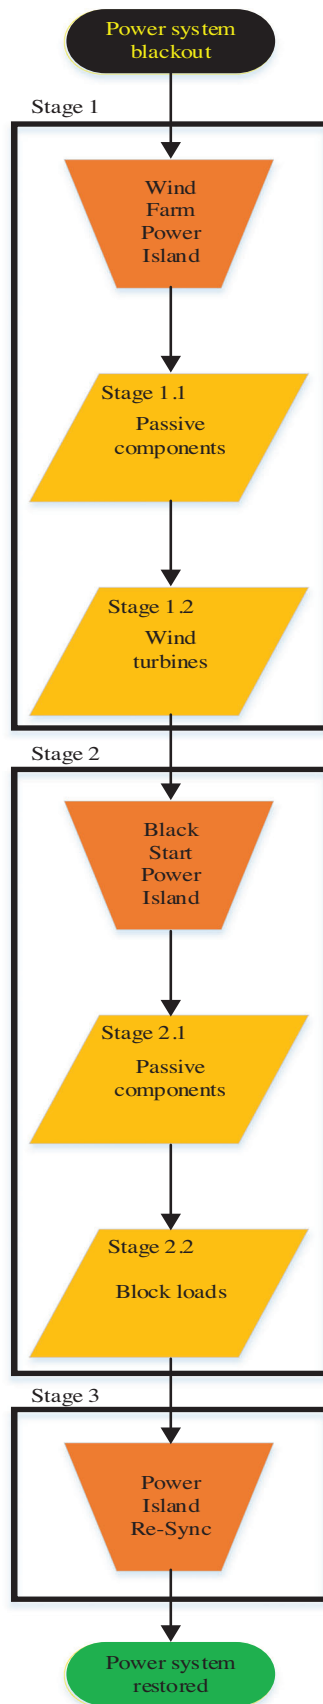 Power system
blackout
Stage 1
Wind
Farm
Power
Island
Stage 1.1
Passive
components
Stage 1.2
Wind
turbines
Stage 2
Black
Start
Power
Island
Stage 2.1
Passive
components
Stage 2.2
Block loads
Stage 3
Power
Island
Re-Sync
Power system
restored